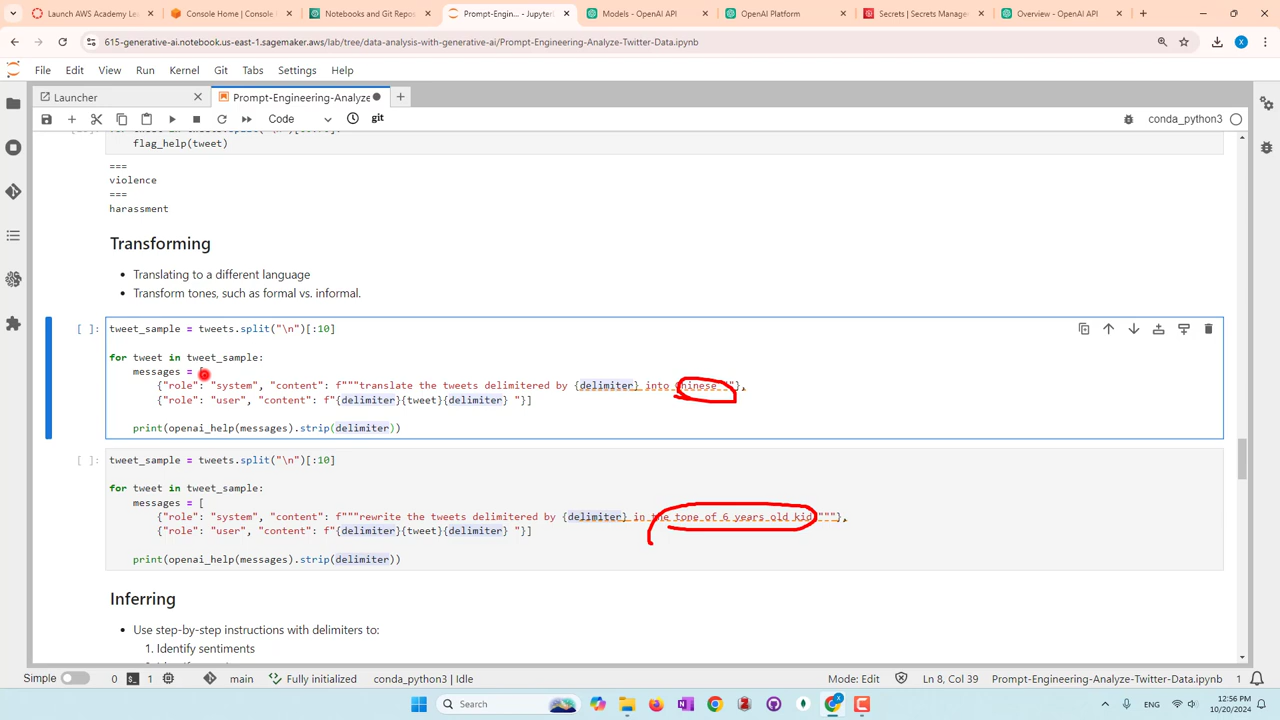 Launch AWS Academy Le
Console Home | Console
Notebooks and Git Repos
Prompt-Engin... - Jupyter
Models - OpenAI API
OpenAI Platform
Secrets | Secrets Manage
Overview - OpenAI API
615-generative-ai.notebook.us-east-1.sagemaker.aws/lab/tree/data-analysis-with-generative-ai/Prompt-Engineering-Analyze-Twitter-Data.ipynb
File Edit View Run Kernel Git Tabs Settings Help
Launcher
Prompt-Engineering-Analyze
Code
git
conda_python3
flag_help(tweet)
===
violence
===
harassment
Transforming
• Translating to a different language
• Transform tones, such as formal vs. informal.
[ ]: tweet_sample = tweets.split("\n")[:10]
for tweet in tweet_sample:
messages = [
{"role": "system", "content": f"""translate the tweets delimitered by {delimiter} into Chinese """},
{"role": "user", "content": f"{delimiter}{tweet}{delimiter} "}]
print(openai_help(messages).strip(delimiter))
[ ]: tweet_sample = tweets.split("\n")[:10]
for tweet in tweet_sample:
messages = [
{"role": "system", "content": f"""rewrite the tweets delimitered by {delimiter} in the tone of 6 years old kid """},
{"role": "user", "content": f"{delimiter}{tweet}{delimiter} "}]
print(openai_help(messages).strip(delimiter))
Inferring
• Use step-by-step instructions with delimiters to:
1. Identify sentiments
Simple 0 1 main Fully initialized conda_python3 | Idle
Mode: Edit Ln 8, Col 39 Prompt-Engineering-Analyze-Twitter-Data.ipynb 1
Search
ENG
12:56 PM
10/20/2024